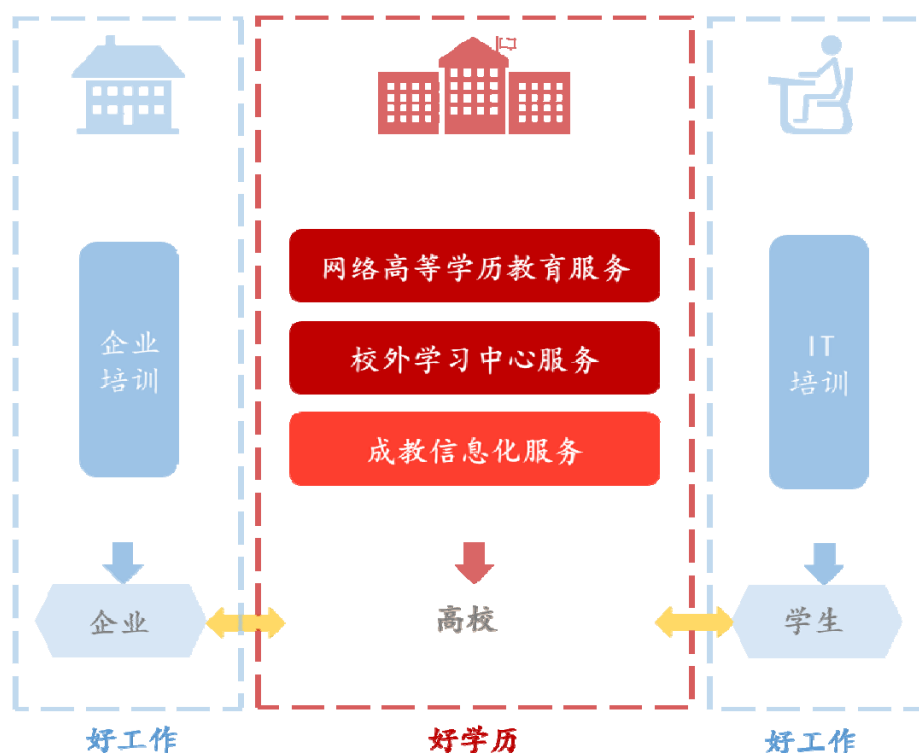 网络高等学历教育服务
校外学习中心服务
成教信息化服务
企业
培训
IT
培训
企业
高校
学生
好工作
好学历
好工作